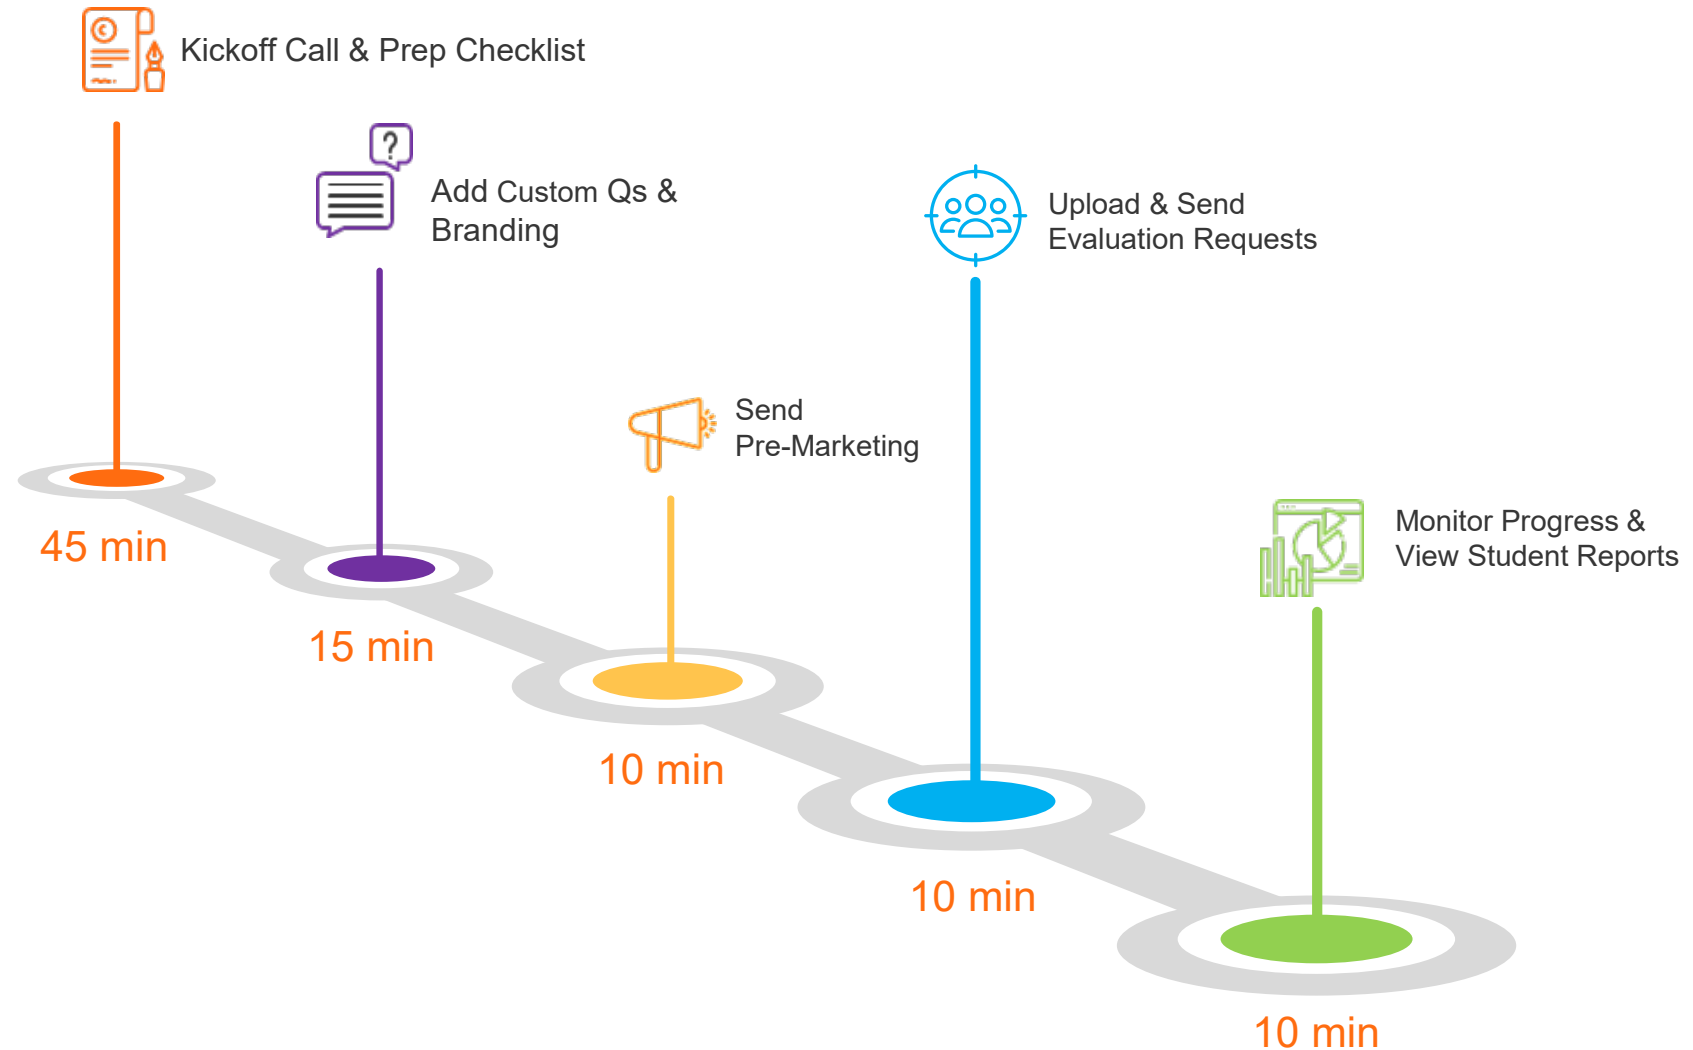 Kickoff Call & Prep Checklist
45 min
?
Add Custom Qs &
Branding
15 min
Send
Pre-Marketing
10 min
Upload & Send
Evaluation Requests
10 min
Monitor Progress &
View Student Reports
10 min